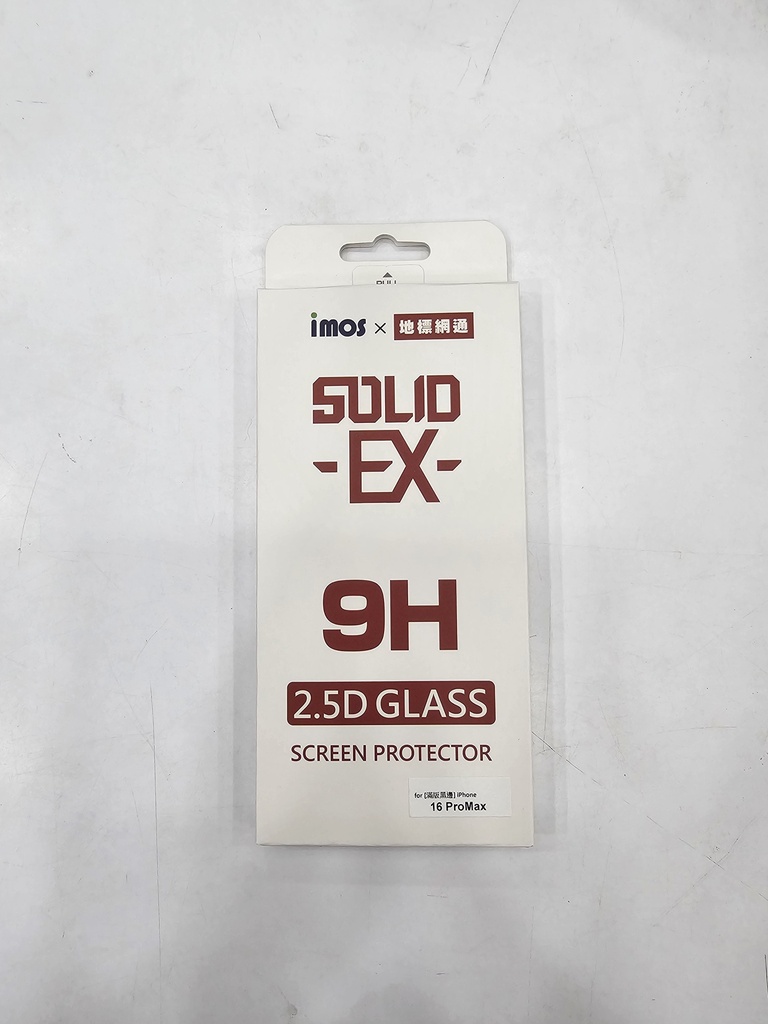 PULL
imos × 地標網通
SOLID
-EX-
9H
2.5D GLASS
SCREEN PROTECTOR
for [滿版黑邊] iPhone
16 ProMax